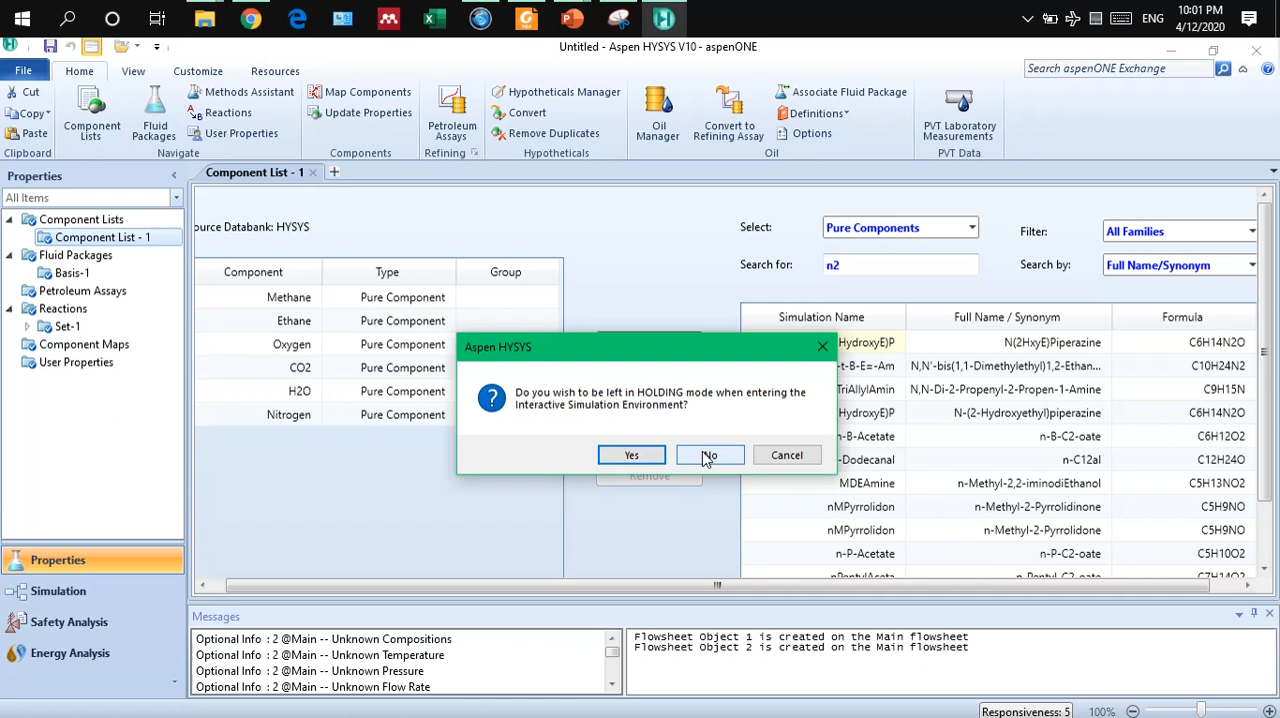 ENG
10:01 AM
4/12/2020
Untitled - Aspen HYSYS V10 - aspenONE
File
Home
View
Customize
Resources
Search aspenONE Exchange
Cut
Copy
Paste
Clipboard
Component Lists
Fluid Packages
Methods Assistant
Reactions
User Properties
Navigate
Map Components
Update Properties
Components
Petroleum Assays
Refining
Hypotheticals Manager
Convert
Remove Duplicates
Hypotheticals
Oil Manager
Convert to Refining Assay
Associate Fluid Package
Definitions
Options
Oil
PVT Laboratory Measurements
PVT Data
Properties
All Items
Component Lists
Component List - 1
Fluid Packages
Basis-1
Petroleum Assays
Reactions
Set-1
Component Maps
User Properties
Properties
Simulation
Safety Analysis
Energy Analysis
Component List - 1
ource Databank: HYSYS
Component Type Group
Methane Pure Component
Ethane Pure Component
Oxygen Pure Component
CO2 Pure Component
H2O Pure Component
Nitrogen Pure Component
Select: Pure Components
Filter: All Families
Search for: n2
Search by: Full Name/Synonym
Simulation Name Full Name / Synonym Formula
HydroxyE)P N(2HxyE)Piperazine C6H14N2O
-t-B-E=-Am N,N'-bis(1,1-Dimethylethyl)1,2-Ethan... C10H24N2
TriAllylAmin N,N-Di-2-Propenyl-2-Propen-1-Amine C9H15N
HydroxyE)P N-(2-Hydroxyethyl)piperazine C6H14N2O
n-B-Acetate n-B-C2-oate C6H12O2
-Dodecanal n-C12al C12H24O
MDEAmine n-Methyl-2,2-iminodiEthanol C5H13NO2
nMPyrrolidon n-Methyl-2-Pyrrolidinone C5H9NO
nMPyrrolidon n-Methyl-2-Pyrrolidone C5H9NO
n-P-Acetate n-P-C2-oate C5H10O2
nPentylAceta n-Pentyl-C2-oate C7H14O2
Aspen HYSYS
Do you wish to be left in HOLDING mode when entering the
Interactive Simulation Environment?
Yes
No
Cancel
Remove
Messages
Optional Info : 2 @Main -- Unknown Compositions
Optional Info : 2 @Main -- Unknown Temperature
Optional Info : 2 @Main -- Unknown Pressure
Optional Info : 2 @Main -- Unknown Flow Rate
Flowsheet Object 1 is created on the Main flowsheet
Flowsheet Object 2 is created on the Main flowsheet
Responsiveness: 5
100%